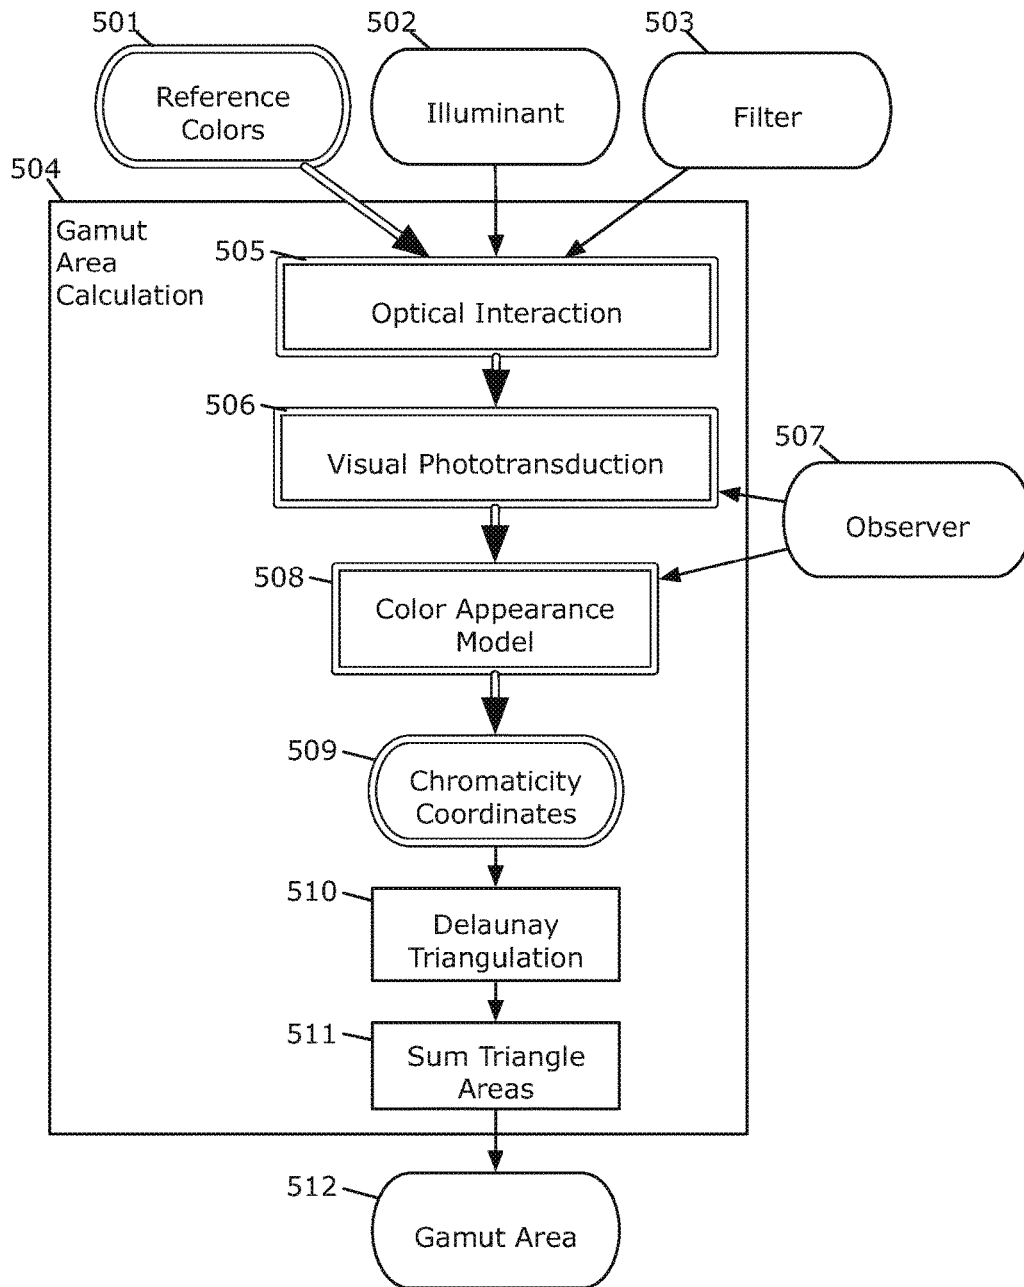 501
502
503
Reference
Colors
Illuminant
Filter
504
Gamut
Area
Calculation
505
Optical Interaction
506
Visual Phototransduction
507
Observer
508
Color Appearance
Model
509
Chromaticity
Coordinates
510
Delaunay
Triangulation
511
Sum Triangle
Areas
512
Gamut Area